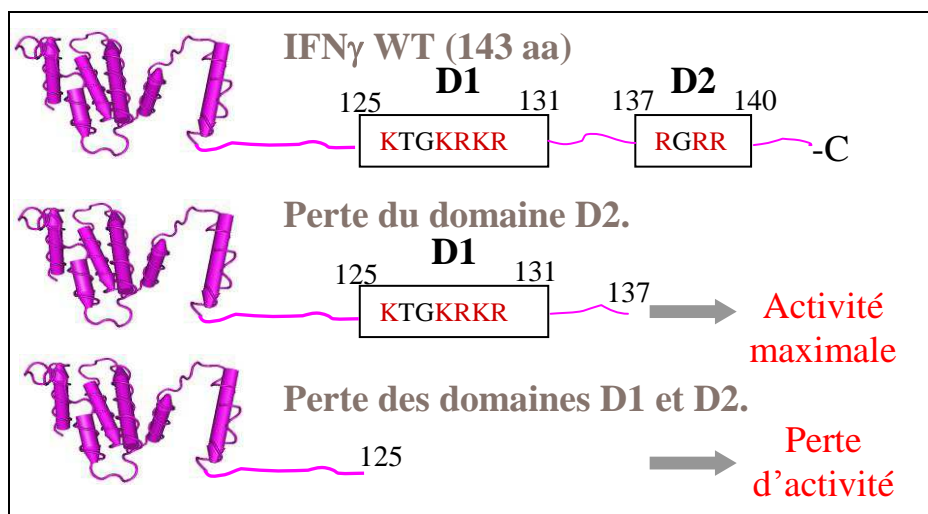 IFNγ WT (143 aa)
D1 D2
125 131 137 140
KTGKRKR RGRR -C
Perte du domaine D2.
D1
125 131
KTGKRKR 137
Activité
maximale
Perte des domaines D1 et D2.
125
Perte
d'activité